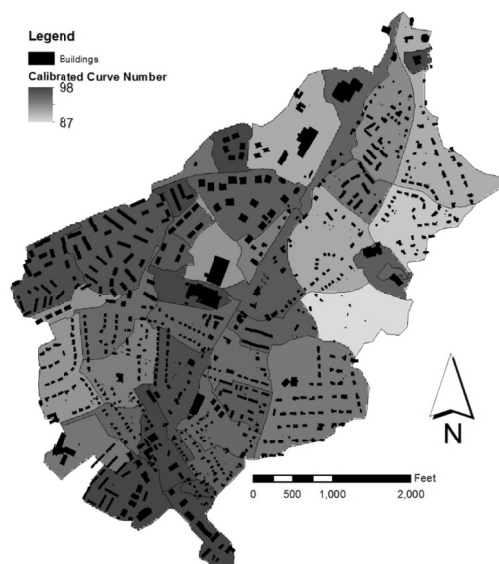 Legend
Buildings
Calibrated Curve Number
98
87
N
Feet
0 500 1,000 2,000